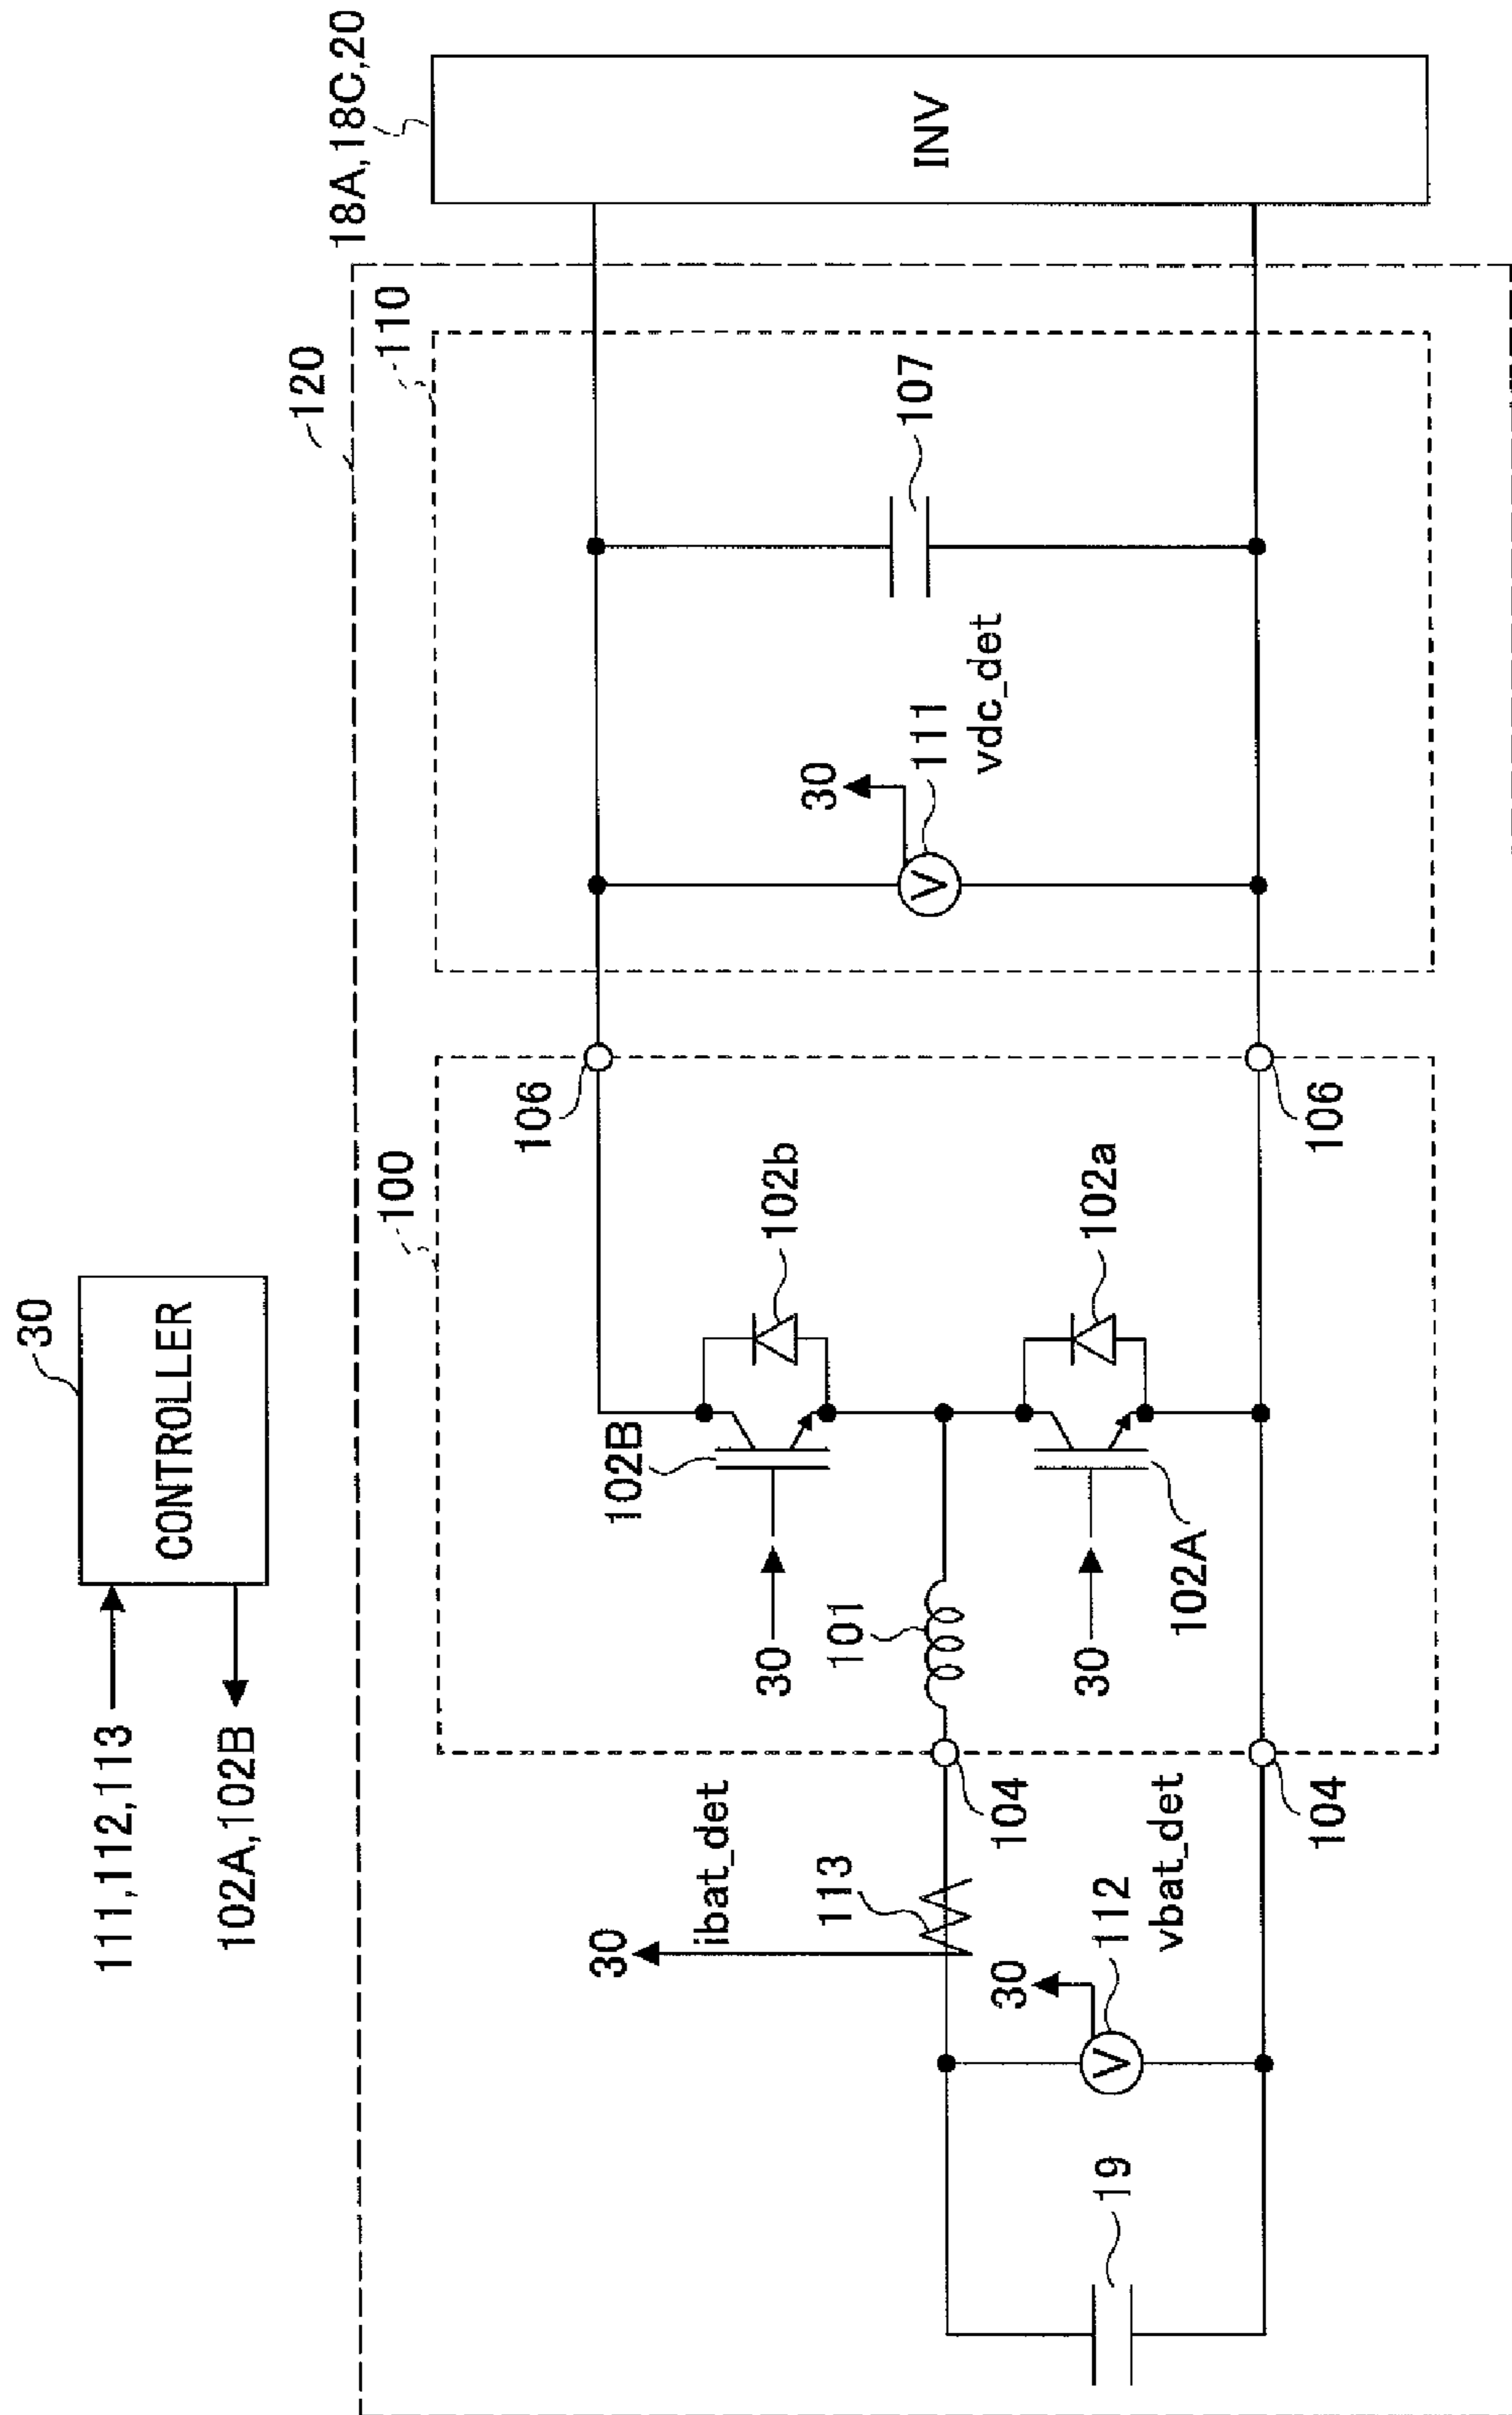 30
CONTROLLER
111,112,113
102A,102B
120
18A,18C,20
100
110
INV
106
102b
102B
30
101
30
102A
102a
106
104
104
ibat_det
30
113
30
112
vbat_det
19
30
111
vdc_det
107